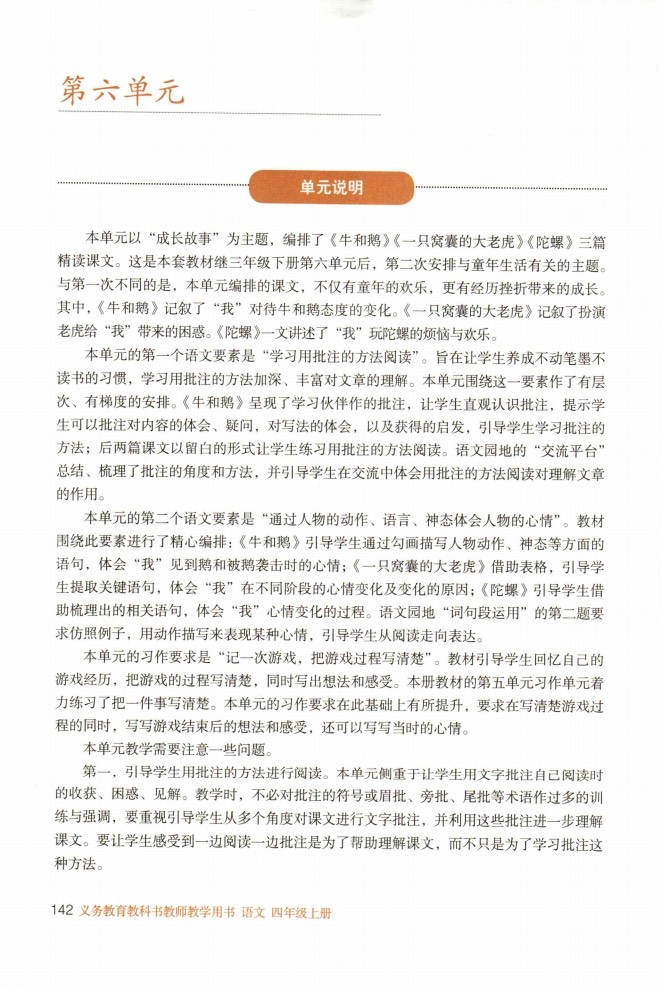 第六单元
单元说明
本单元以“成长故事”为主题，编排了《牛和鹅》《一只窝囊的大老虎》《陀螺》三篇
精读课文。这是本套教材继三年级下册第六单元后，第二次安排与童年生活有关的主题。
与第一次不同的是，本单元编排的课文，不仅有童年的欢乐，更有经历挫折带来的成长。
其中，《牛和鹅》记叙了“我”对待牛和鹅态度的变化。《一只窝囊的大老虎》记叙了扮演
老虎给“我”带来的困惑。《陀螺》一文讲述了“我”玩陀螺的烦恼与欢乐。
本单元的第一个语文要素是“学习用批注的方法阅读”。旨在让学生养成不动笔墨不
读书的习惯，学习用批注的方法加深、丰富对文章的理解。本单元围绕这一要素作了有层
次、有梯度的安排。《牛和鹅》呈现了学习伙伴作的批注，让学生直观认识批注，提示学
生可以批注对内容的体会、疑问，对写法的体会，以及获得的启发，引导学生学习批注的
方法；后两篇课文以留白的形式让学生练习用批注的方法阅读。语文园地的“交流平台”
总结、梳理了批注的角度和方法，并引导学生在交流中体会用批注的方法阅读对理解文章
的作用。
本单元的第二个语文要素是“通过人物的动作、语言、神态体会人物的心情”。教材
围绕此要素进行了精心编排：《牛和鹅》引导学生通过勾画描写人物动作、神态等方面的
语句，体会“我”见到鹅和被鹅袭击时的心情；《一只窝囊的大老虎》借助表格，引导学
生提取关键语句，体会“我”在不同阶段的心情变化及变化的原因；《陀螺》引导学生借
助梳理出的相关语句，体会“我”心情变化的过程。语文园地“词句段运用”的第二题要
求仿照例子，用动作描写来表现某种心情，引导学生从阅读走向表达。
本单元的习作要求是“记一次游戏，把游戏过程写清楚”。教材引导学生回忆自己的
游戏经历，把游戏的过程写清楚，同时写出想法和感受。本册教材的第五单元习作单元着
力练习了把一件事写清楚。本单元的习作要求在此基础上有所提升，要求在写清楚游戏过
程的同时，写写游戏结束后的想法和感受，还可以写写当时的心情。
本单元教学需要注意一些问题。
第一，引导学生用批注的方法进行阅读。本单元侧重于让学生用文字批注自己阅读时
的收获、困惑、见解。教学时，不必对批注的符号或眉批、旁批、尾批等术语作过多的训
练与强调，要重视引导学生从多个角度对课文进行文字批注，并利用这些批注进一步理解
课文。要让学生感受到一边阅读一边批注是为了帮助理解课文，而不只是为了学习批注这
种方法。
142 义务教育教科书教师教学用书 语文 四年级上册